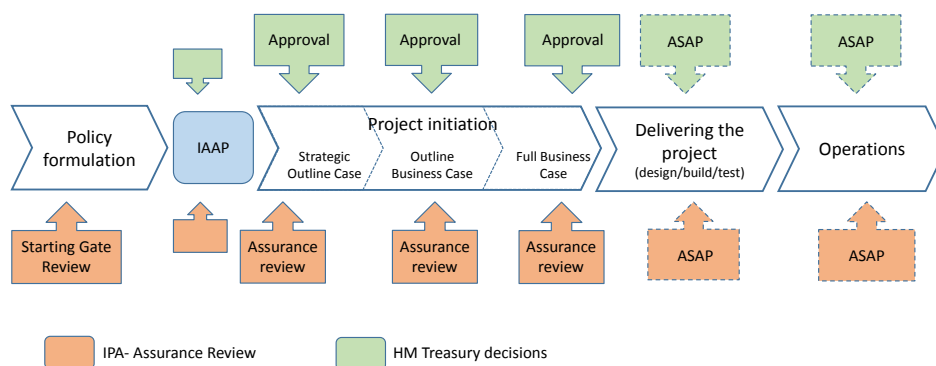 Approval
Approval
Approval
ASAP
ASAP
Policy
formulation
IAAP
Project initiation
Strategic
Outline Case
Outline
Business Case
Full Business
Case
Delivering the
project
(design/build/test)
Operations
Starting Gate
Review
Assurance
review
Assurance
review
Assurance
review
ASAP
ASAP
IPA- Assurance Review
HM Treasury decisions